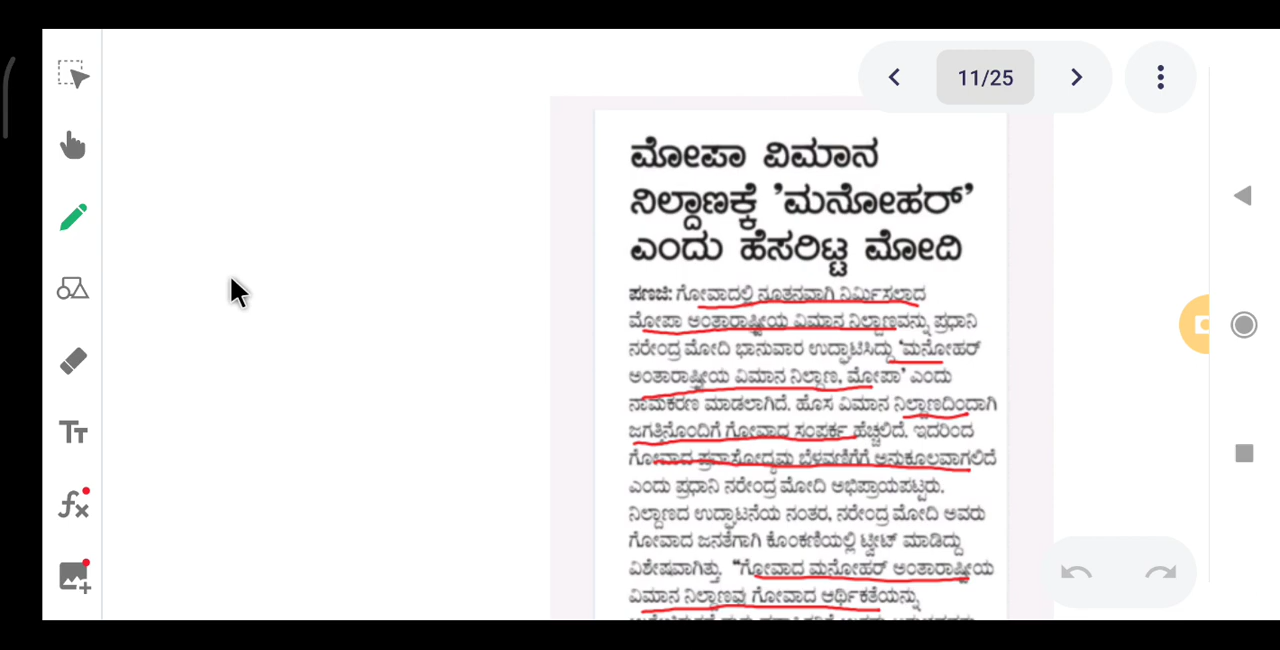 11/25
ಮೋಪಾ ವಿಮಾನ
ನಿಲ್ದಾಣಕ್ಕೆ 'ಮನೋಹರ್'
ಎಂದು ಹೆಸರಿಟ್ಟ ಮೋದಿ
ಪಣಜಿ: ಗೋವಾದಲ್ಲಿ ನೂತನವಾಗಿ ನಿರ್ಮಿಸಲಾದ
ಮೋಪಾ ಅಂತಾರಾಷ್ಟ್ರೀಯ ವಿಮಾನ ನಿಲ್ದಾಣವನ್ನು ಪ್ರಧಾನಿ
ನರೇಂದ್ರ ಮೋದಿ ಭಾನುವಾರ ಉದ್ಘಾಟಿಸಿದ್ದು 'ಮನೋಹರ್
ಅಂತಾರಾಷ್ಟ್ರೀಯ ವಿಮಾನ ನಿಲ್ದಾಣ, ಮೋಪಾ' ಎಂದು
ನಾಮಕರಣ ಮಾಡಲಾಗಿದೆ. ಹೊಸ ವಿಮಾನ ನಿಲ್ದಾಣದಿಂದಾಗಿ
ಜಗತ್ತಿನೊಂದಿಗೆ ಗೋವಾದ ಸಂಪರ್ಕ ಹೆಚ್ಚಲಿದೆ. ಇದರಿಂದ
ಗೋವಾದ ಪ್ರವಾಸೋದ್ಯಮ ಬೆಳವಣಿಗೆಗೆ ಅನುಕೂಲವಾಗಲಿದೆ
ಎಂದು ಪ್ರಧಾನಿ ನರೇಂದ್ರ ಮೋದಿ ಅಭಿಪ್ರಾಯಪಟ್ಟರು.
ನಿಲ್ದಾಣದ ಉದ್ಘಾಟನೆಯ ನಂತರ, ನರೇಂದ್ರ ಮೋದಿ ಅವರು
ಗೋವಾದ ಜನತೆಗಾಗಿ ಕೊಂಕಣಿಯಲ್ಲಿ ಟ್ವೀಟ್ ಮಾಡಿದ್ದು
ವಿಶೇಷವಾಗಿತ್ತು. "ಗೋವಾದ ಮನೋಹರ್ ಅಂತಾರಾಷ್ಟ್ರೀಯ
ವಿಮಾನ ನಿಲ್ದಾಣವು ಗೋವಾದ ಆರ್ಥಿಕತೆಯನ್ನು